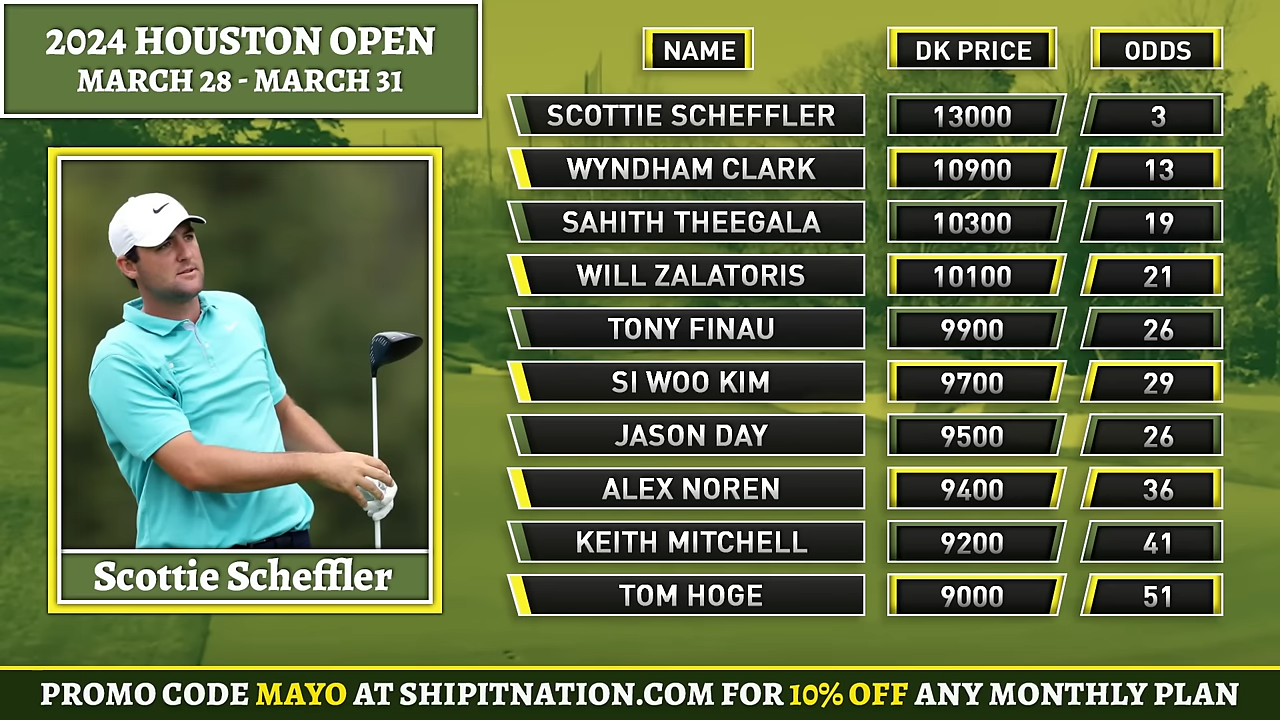 2024 HOUSTON OPEN
MARCH 28 - MARCH 31
NAME DK PRICE ODDS
SCOTTIE SCHEFFLER 13000 3
WYNDHAM CLARK 10900 13
SAHITH THEEGALA 10300 19
WILL ZALATORIS 10100 21
TONY FINAU 9900 26
SI WOO KIM 9700 29
JASON DAY 9500 26
ALEX NOREN 9400 36
KEITH MITCHELL 9200 41
TOM HOGE 9000 51
Scottie Scheffler
PROMO CODE MAYO AT SHIPITNATION.COM FOR 10% OFF ANY MONTHLY PLAN